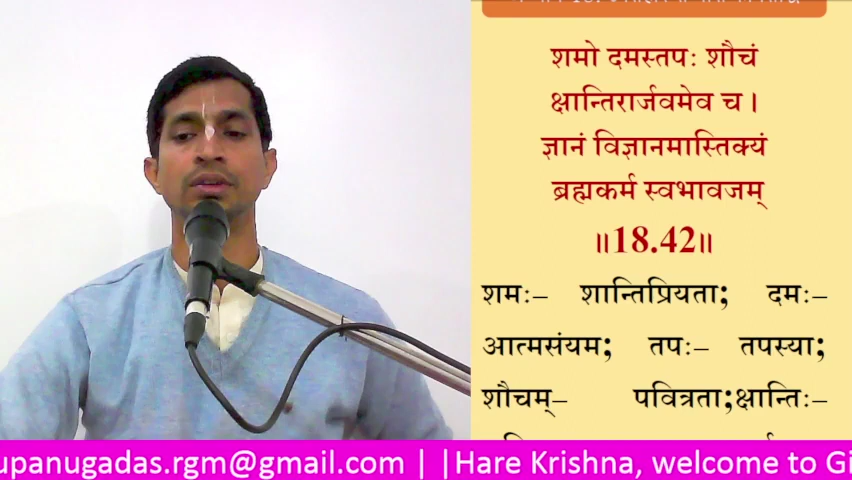 शमो दमस्तपः शौचं
क्षान्तिरार्जवमेव च।
ज्ञानं विज्ञानमास्तिक्यं
ब्रह्मकर्म स्वभावजम्
॥18.42॥
शमः– शान्तिप्रियता; दमः–
आत्मसंयम; तपः– तपस्या;
शौचम्– पवित्रता;क्षान्तिः–
upanugadas.rgm@gmail.com | |Hare Krishna, welcome to Gi